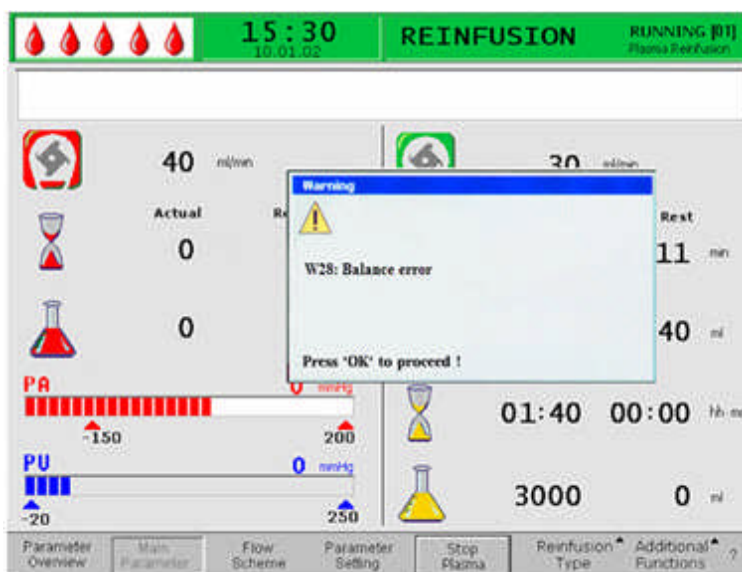 15:30
10.01.02
REINFUSION
RUNNING [01]
Plasma Reinfusion
40 ml/min
30 ml/min
Warning
W28: Balance error
Press 'OK' to proceed !
Actual
Rest
0
11 min
0
40 ml
PA
0 mmHg
-150
200
01:40 00:00
PV
0 mmHg
-20
250
3000 0 ml
Parameter Overview
Main Parameter
Flow Scheme
Parameter Setting
Stop Plasma
Reinfusion Type
Additional Functions
?